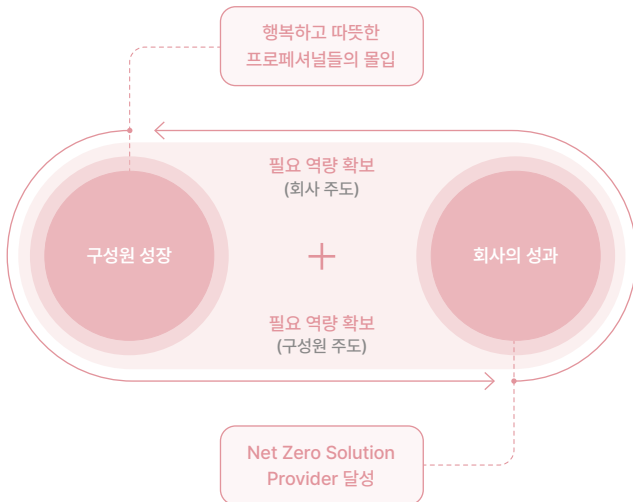 행복하고 따뜻한
프로페셔널들의 몰입
필요 역량 확보
(회사 주도)
구성원 성장
회사의 성과
필요 역량 확보
(구성원 주도)
Net Zero Solution
Provider 달성